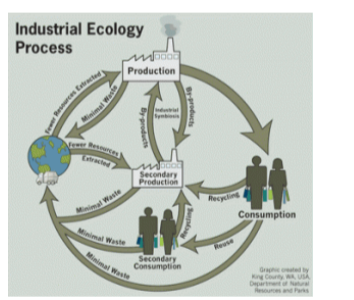 Industrial Ecology
Process
Production
Fewer Resources Extracted
Minimal Waste
By-products
Industrial
Symbiosis
By-products
Fewer Resources
Extracted
Secondary
Production
Minimal Waste
Recycling
Consumption
Recycling
Minimal Waste
Secondary
Consumption
Reuse
Minimal Waste
Graphic created by
King County, WA, USA,
Department of Natural
Resources and Parks